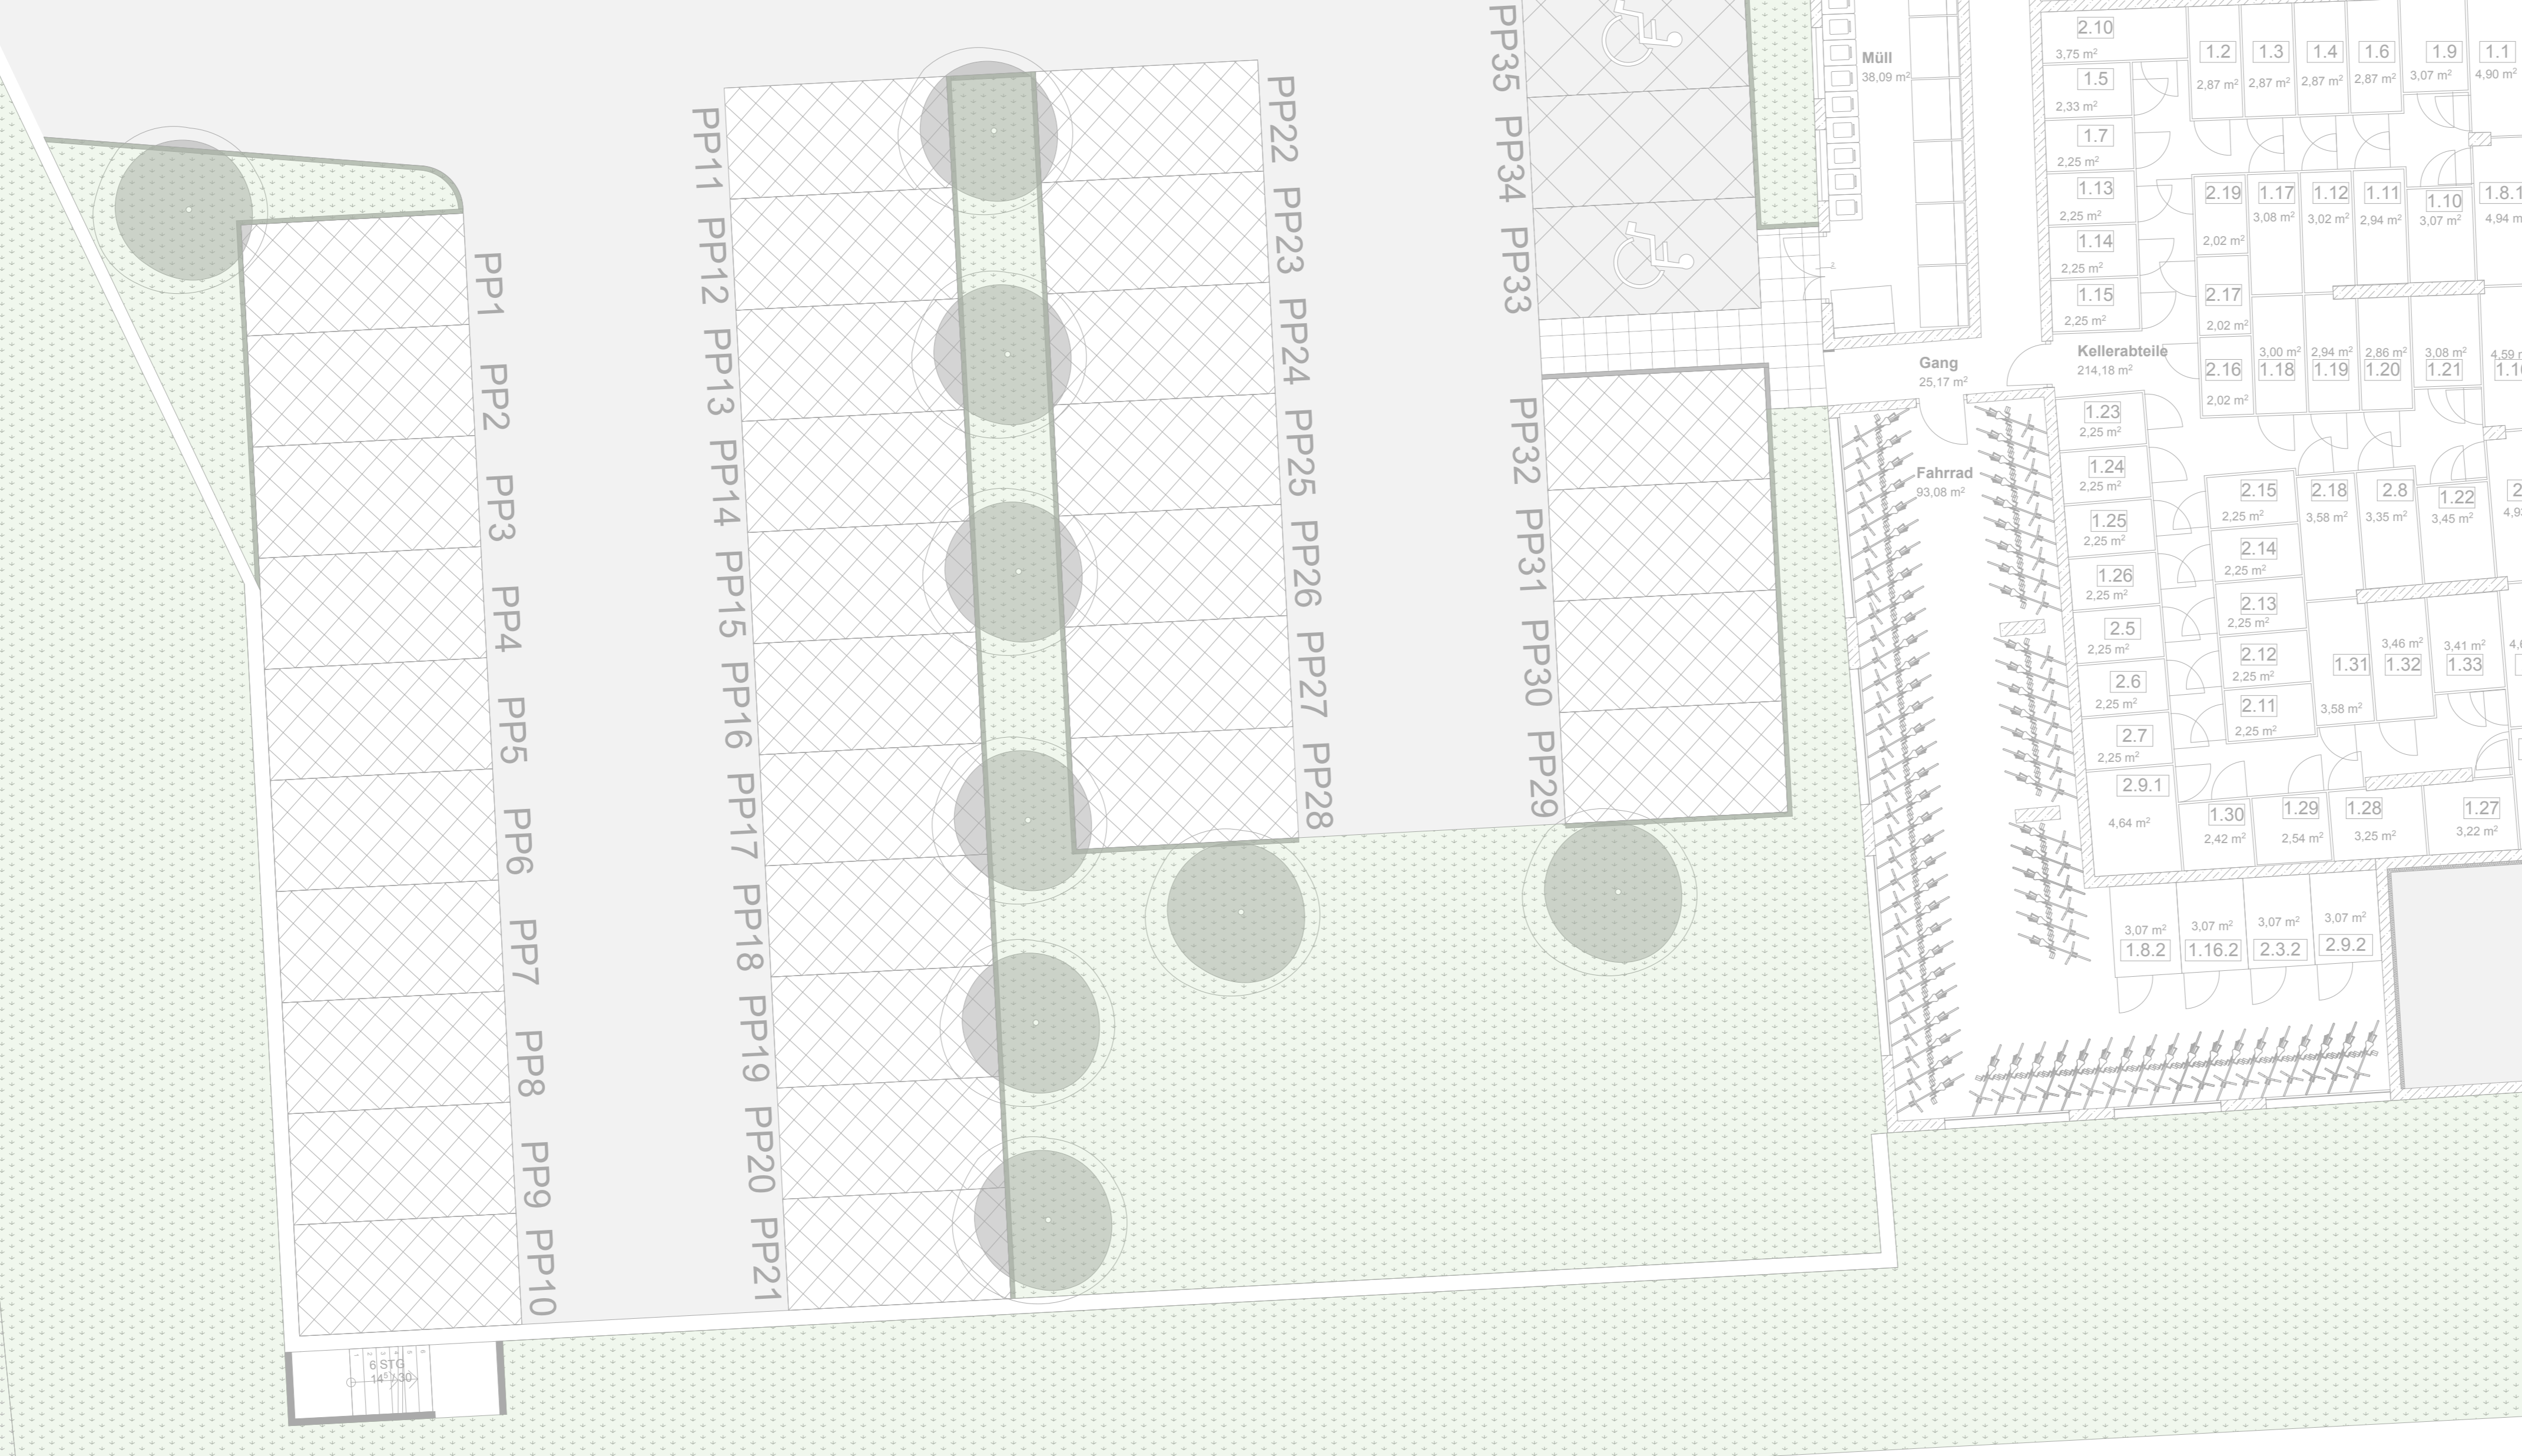 PP1
PP2
PP3
PP4
PP5
PP6
PP7
PP8
PP9
PP10
PP11
PP12
PP13
PP14
PP15
PP16
PP17
PP18
PP19
PP20
PP21
PP22
PP23
PP24
PP25
PP26
PP27
PP28
PP35
PP34
PP33
PP32
PP31
PP30
PP29
6 STG
Müll
38,09 m²
Gang
25,17 m²
Kellerabteile
214,18 m²
Fahrrad
93,08 m²
2.10
3,75 m²
1.5
2,33 m²
1.7
2,25 m²
1.13
2,25 m²
1.14
2,25 m²
1.15
2,25 m²
1.2
2,87 m²
1.3
2,87 m²
1.4
2,87 m²
1.6
2,87 m²
1.9
3,07 m²
1.1
4,90 m²
2.19
2,02 m²
1.17
3,08 m²
1.12
3,02 m²
1.11
2,94 m²
1.10
3,07 m²
1.8.1
4,94 m
2.17
2,02 m²
2.16
2,02 m²
3,00 m²
1.18
2,94 m²
1.19
2,86 m²
1.20
3,08 m²
1.21
4,59 m
1.23
2,25 m²
1.24
2,25 m²
1.25
2,25 m²
1.26
2,25 m²
2.5
2,25 m²
2.6
2,25 m²
2.7
2,25 m²
2.9.1
4,64 m²
2.15
2,25 m²
2.14
2,25 m²
2.13
2,25 m²
2.12
2,25 m²
2.11
2,25 m²
2.18
3,58 m²
2.8
3,35 m²
1.22
3,45 m²
1.31
3,58 m²
3,46 m²
1.32
3,41 m²
1.33
1.30
2,42 m²
1.29
2,54 m²
1.28
3,25 m²
1.27
3,22 m²
3,07 m²
1.8.2
3,07 m²
1.16.2
3,07 m²
2.3.2
3,07 m²
2.9.2